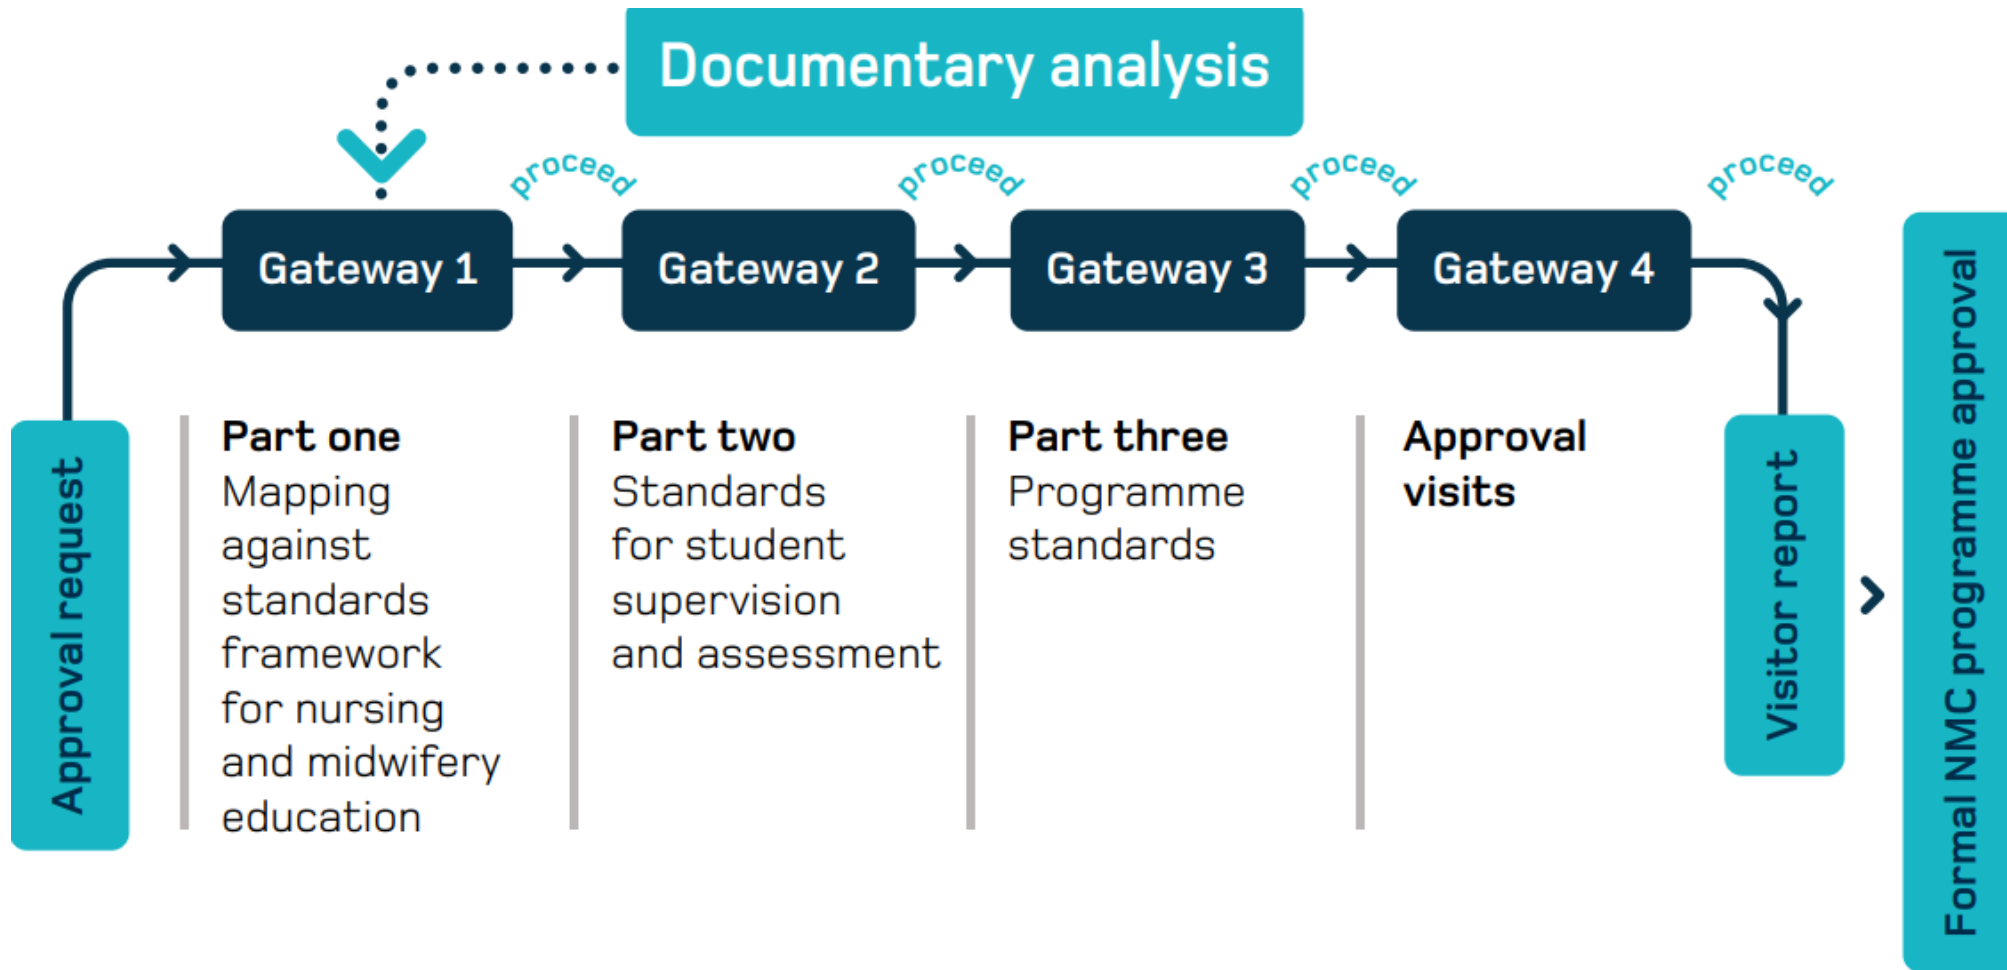 Documentary analysis
proceed
proceed
proceed
proceed
Gateway 1
Gateway 2
Gateway 3
Gateway 4
Approval request
Part one
Mapping
against
standards
framework
for nursing
and midwifery
education
Part two
Standards
for student
supervision
and assessment
Part three
Programme
standards
Approval
visits
Visitor report
Formal NMC programme approval